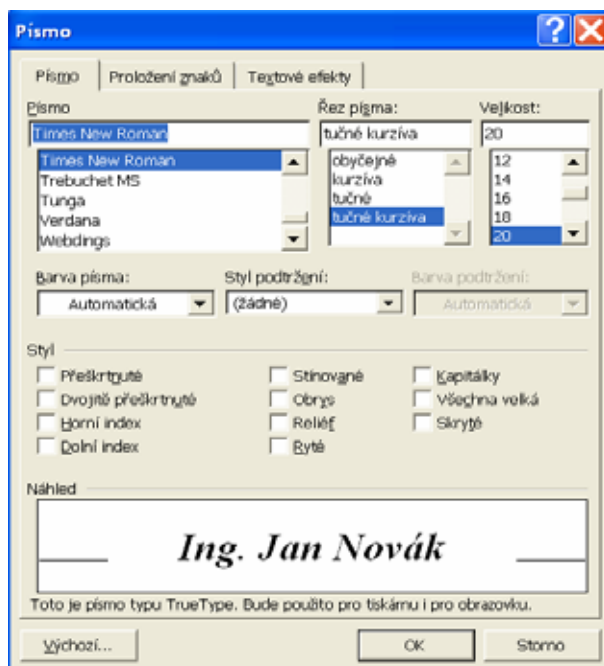 Písmo
Písmo Proložení znaků Textové efekty
Písmo Řez písma: Velikost:
Times New Roman tučné kurzíva 20
Times New Roman obyčejné 12
Trebuchet MS kurzíva 14
Tunga tučné 16
Verdana tučné kurzíva 18
Webdings 20
Barva písma: Styl podtržení: Barva podtržení:
Automatická (žádné) Automatická
Styl
Přeškrtnuté Stínované Kapitálky
Dvojitě přeškrtnuté Obrys Všechna velká
Horní index Reliéf Skryté
Dolní index Ryté
Náhled
Ing. Jan Novák
Toto je písmo typu TrueType. Bude použito pro tiskárnu i pro obrazovku.
Výchozí... OK Storno